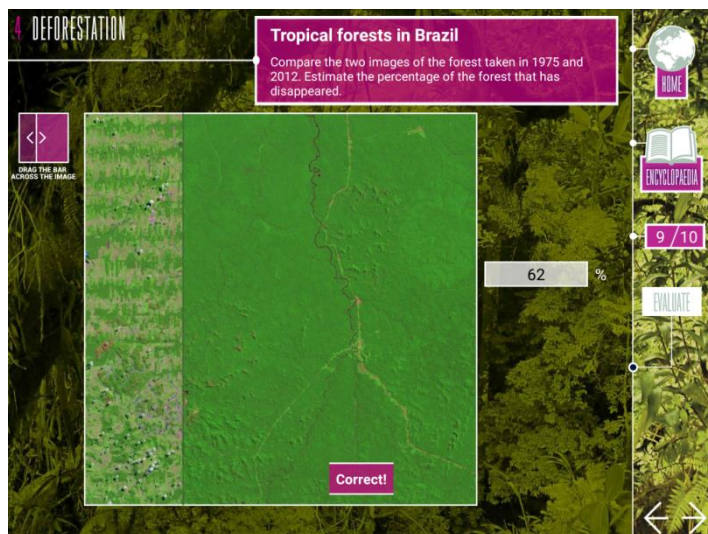 4 DEFORESTATION
Tropical forests in Brazil
Compare the two images of the forest taken in 1975 and
2012. Estimate the percentage of the forest that has
disappeared.
HOME
DRAG THE BAR
ACROSS THE IMAGE
ENCYCLOPAEDIA
9/10
62 %
EVALUATE
Correct!